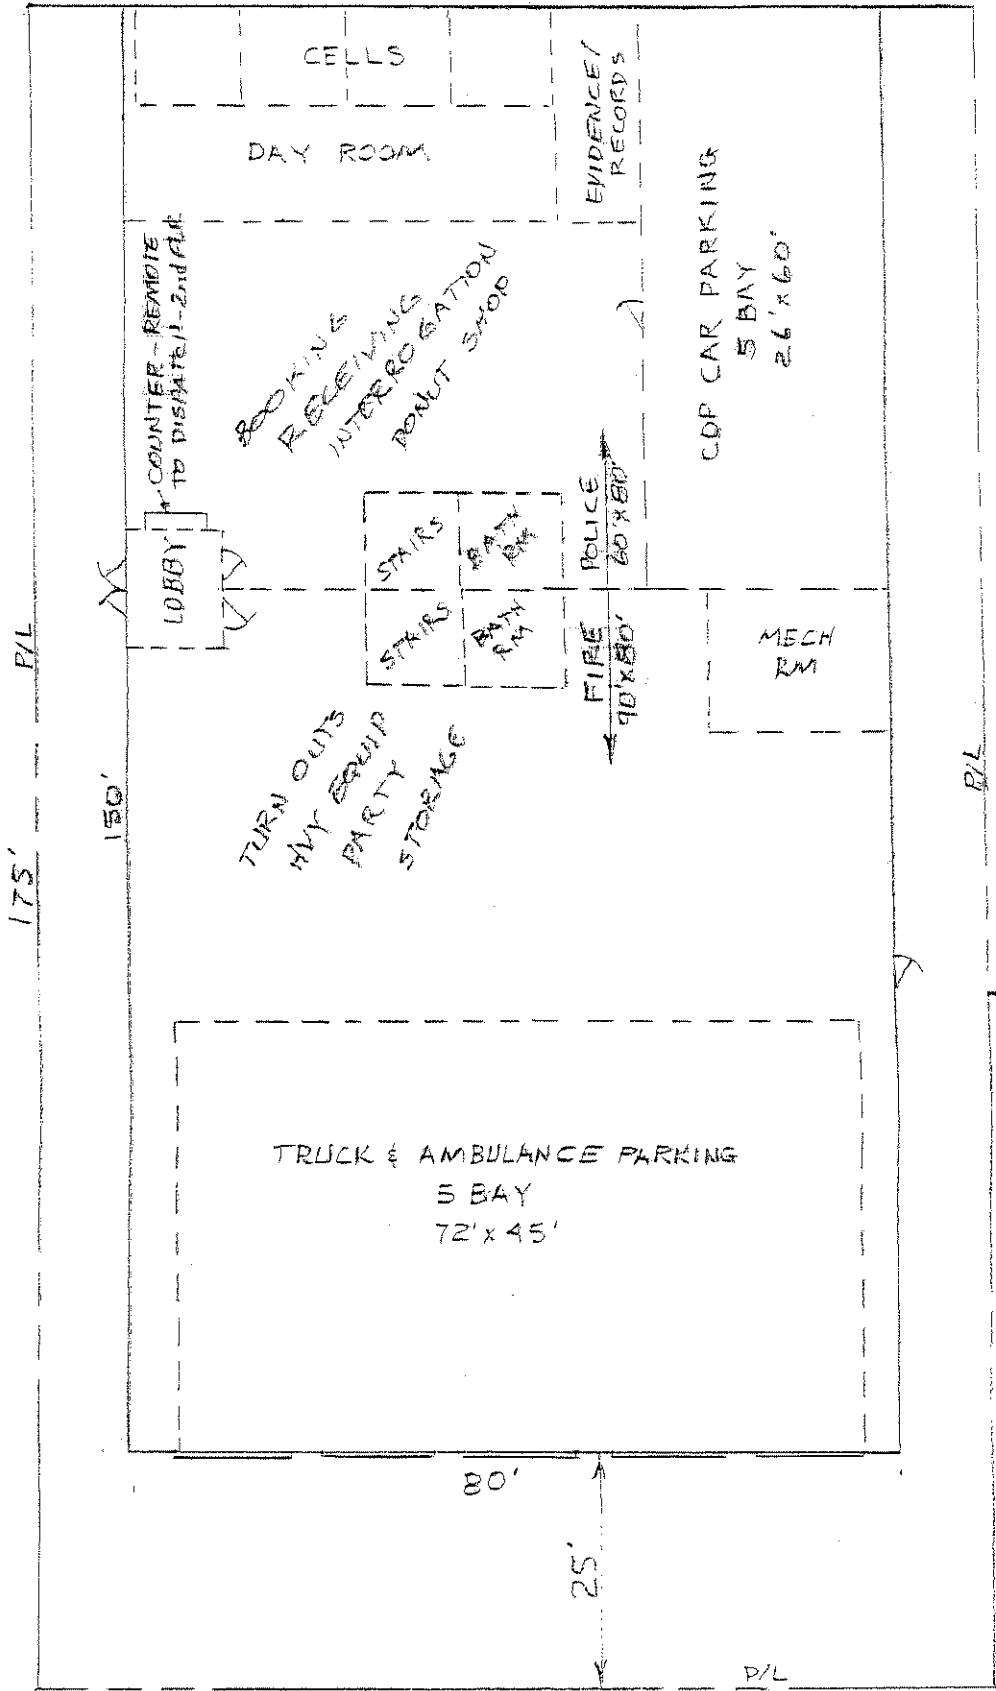 CELLS
DAY ROOM
EVIDENCE/
RECORDS
COUNTER-REMOTE
TO DISPATCH-2nd FLR
LOBBY
BOOKING
RECEIVING
INTERROGATION
DONUT SHOP
COP CAR PARKING
5 BAY
26'x60'
STAIRS
BATH
RM
POLICE
60'x80'
STAIRS
BATH
RM
FIRE
90'x80'
MECH
RM
P/L
175'
150'
TURN OUTS
HVY EQUIP
PARTY
STORAGE
P/L
TRUCK & AMBULANCE PARKING
5 BAY
72'x45'
80'
25'
P/L